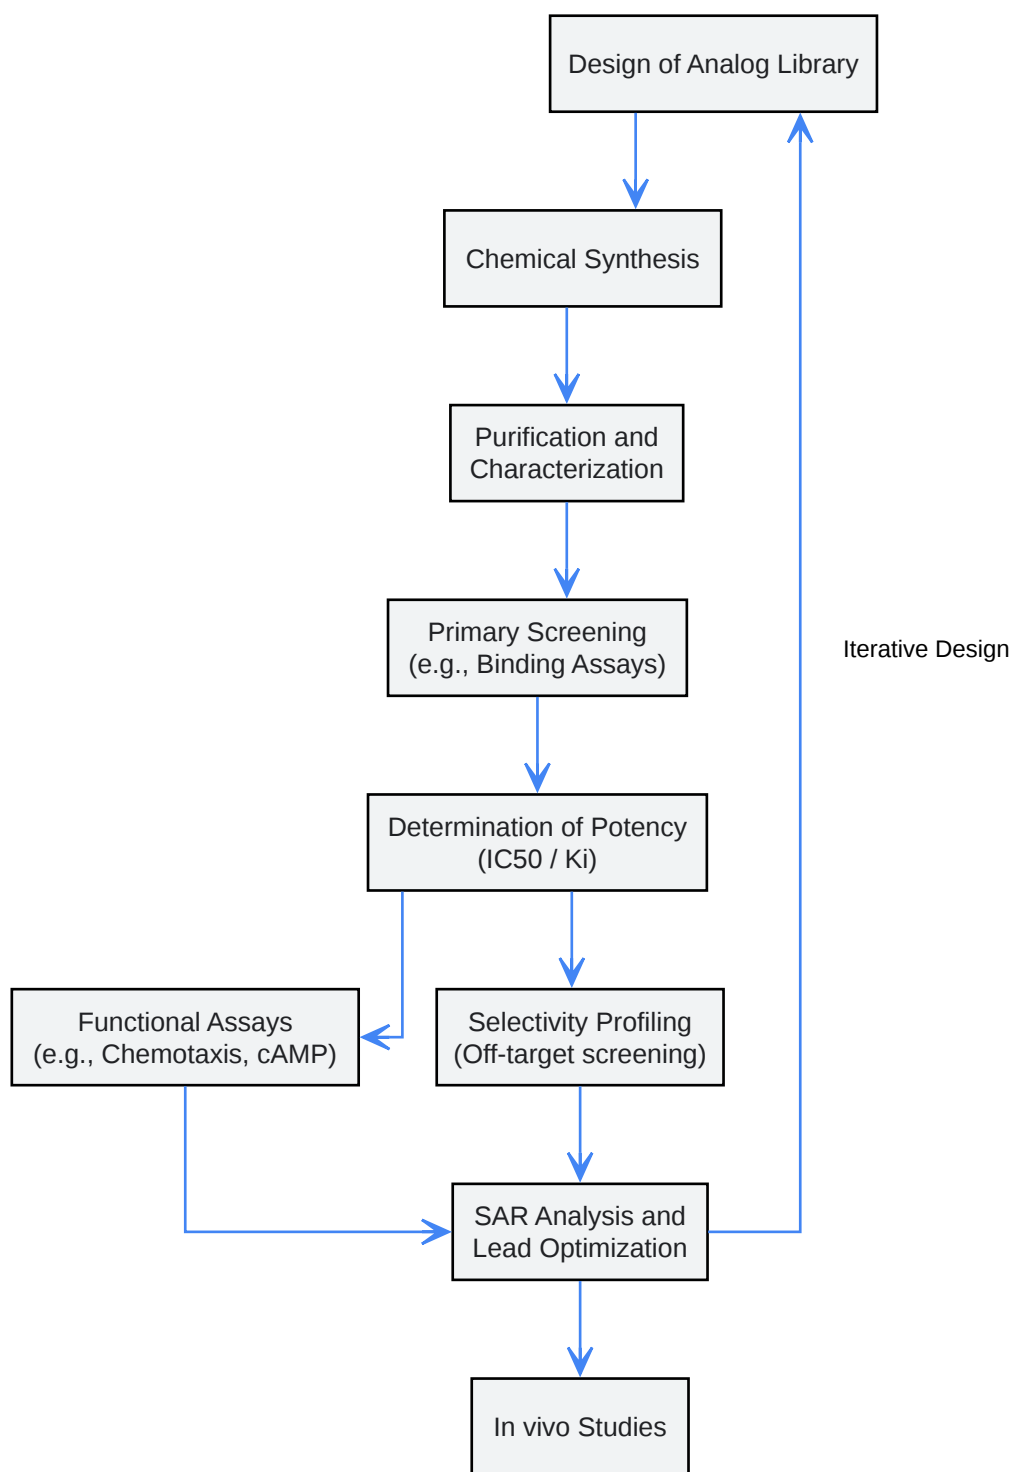 Design of Analog Library
Chemical Synthesis
Purification and
Characterization
Primary Screening
(e.g., Binding Assays)
Iterative Design
Determination of Potency
(IC50 / Ki)
Functional Assays
(e.g., Chemotaxis, cAMP)
Selectivity Profiling
(Off-target screening)
SAR Analysis and
Lead Optimization
In vivo Studies